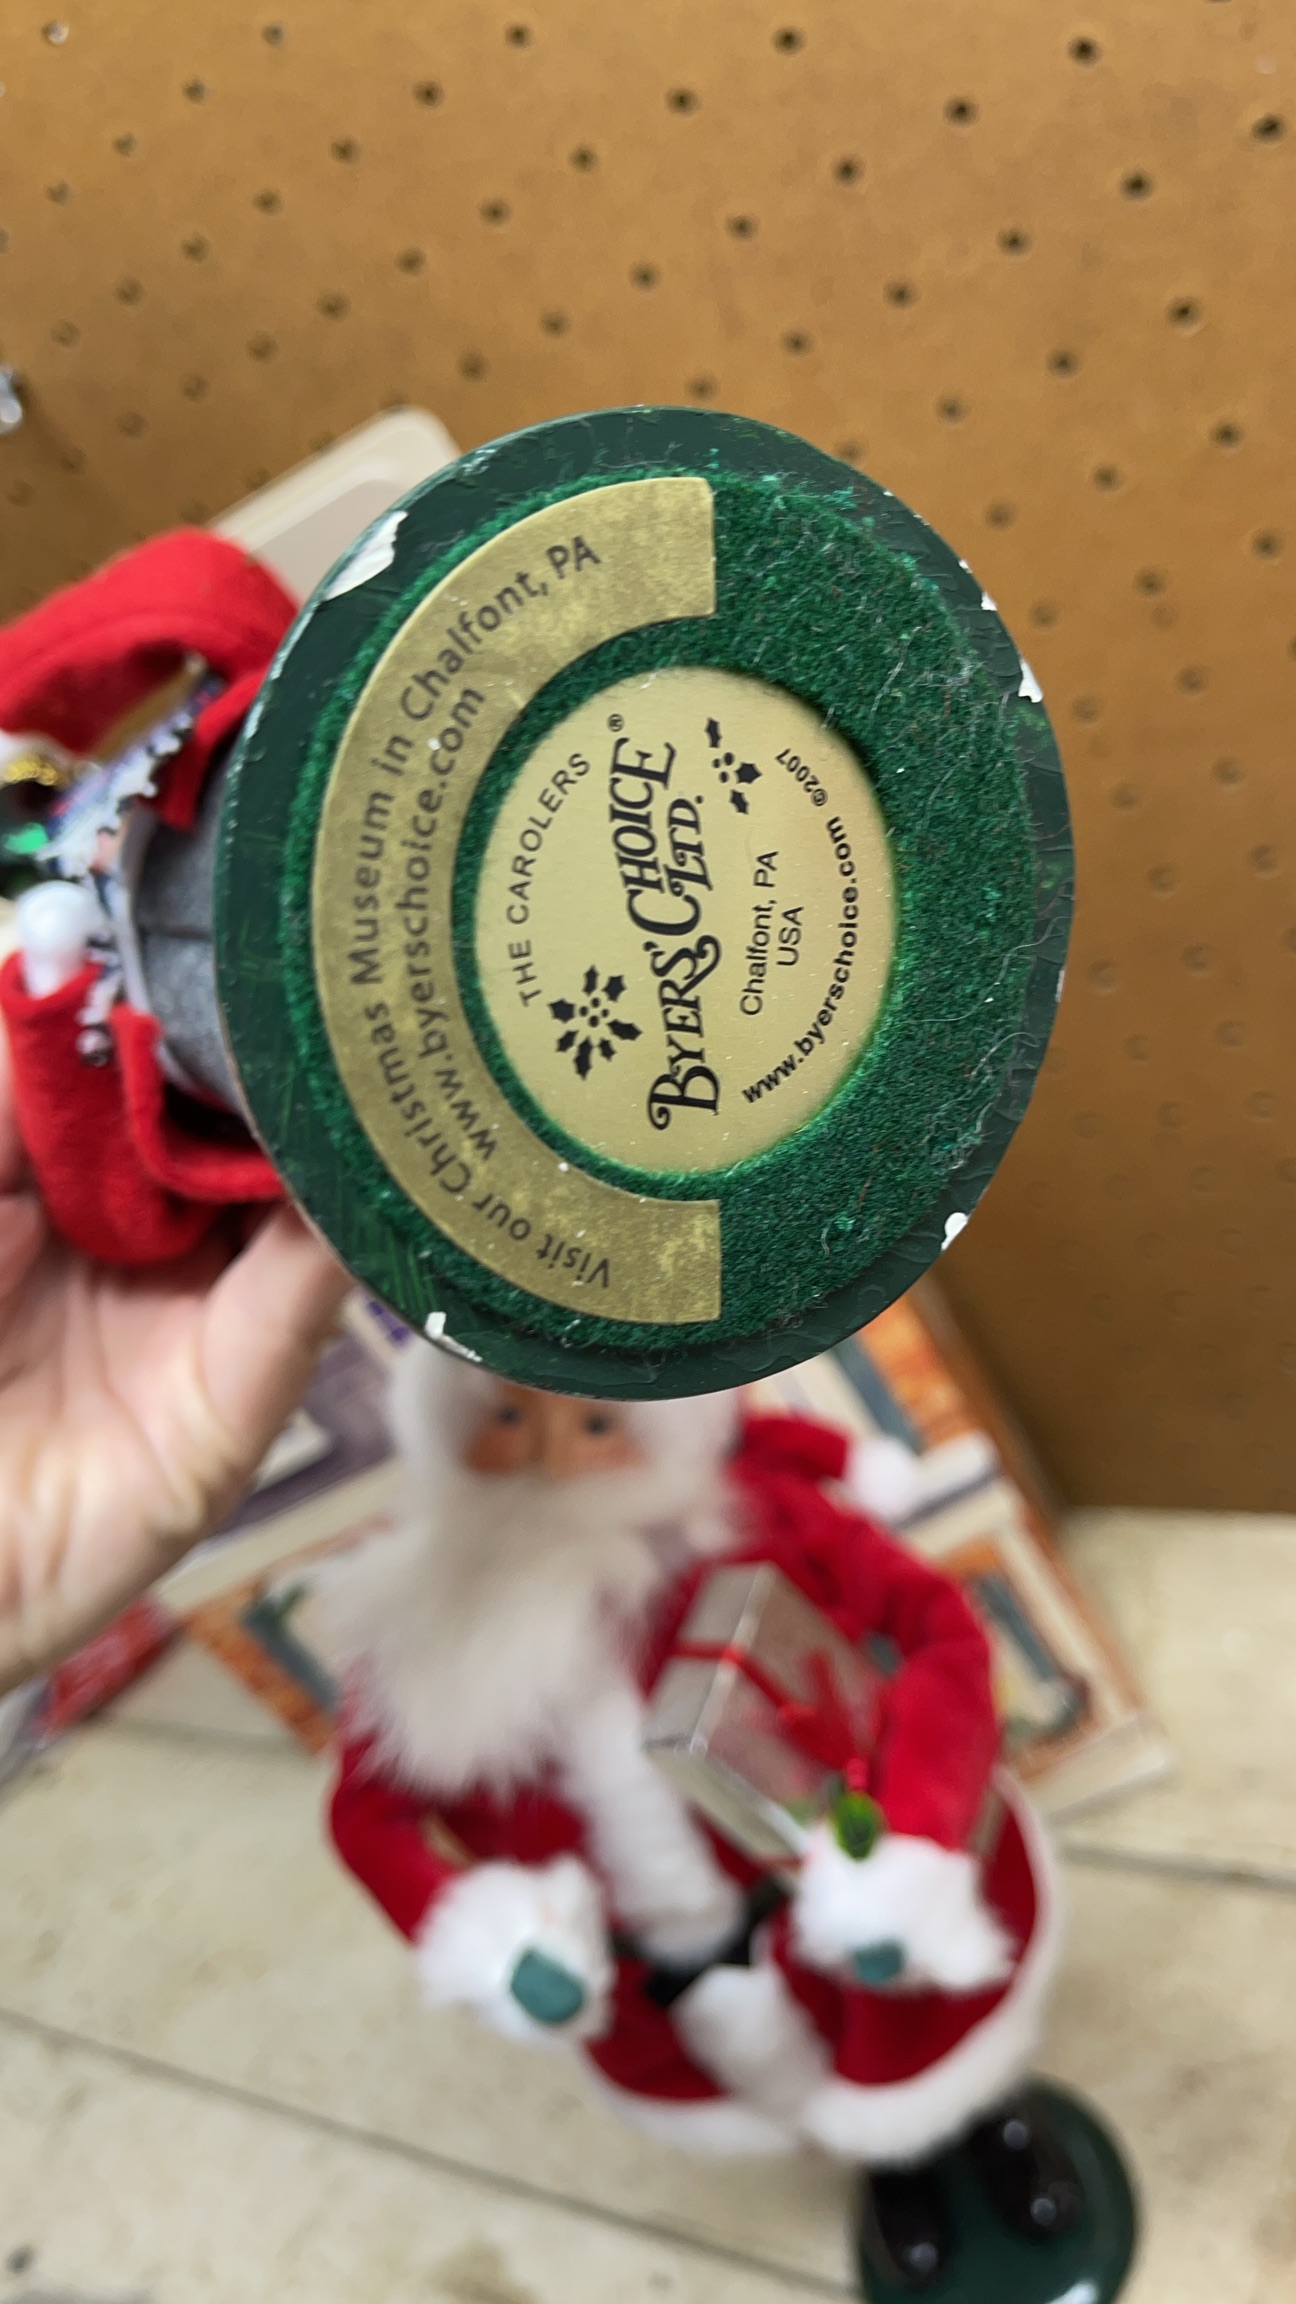 Visit our Christmas Museum in Chalfont, PA
www.byerschoice.com
THE CAROLERS
BYERS' CHOICE®
LTD.
Chalfont, PA
USA
www.byerschoice.com ©2007